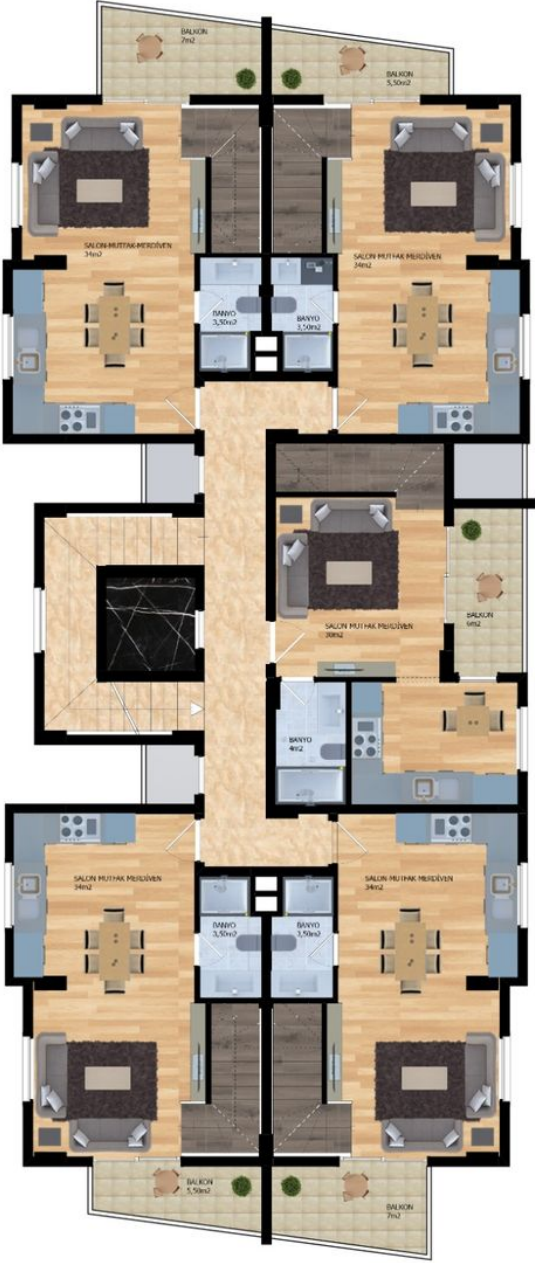 BALKON
7m2
BALKON
5,50m2
SALON-MUTFAK-MERDİVEN
34m2
SALON-MUTFAK-MERDİVEN
34m2
BANYO
3,50m2
BANYO
3,50m2
BALKON
6m2
SALON MUTFAK MERDİVEN
30m2
BANYO
4m2
SALON MUTFAK MERDİVEN
34m2
SALON MUTFAK MERDİVEN
34m2
BANYO
3,50m2
BANYO
3,50m2
BALKON
5,50m2
BALKON
7m2